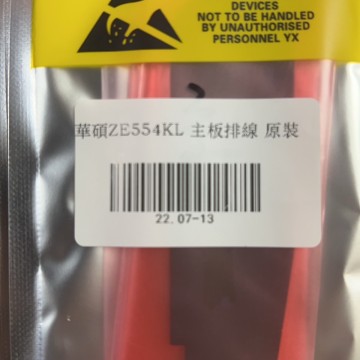 DEVICES
NOT TO BE HANDLED
BY UNAUTHORISED
PERSONNEL YX
華碩ZE554KL 主板排線 原裝
22.07-13